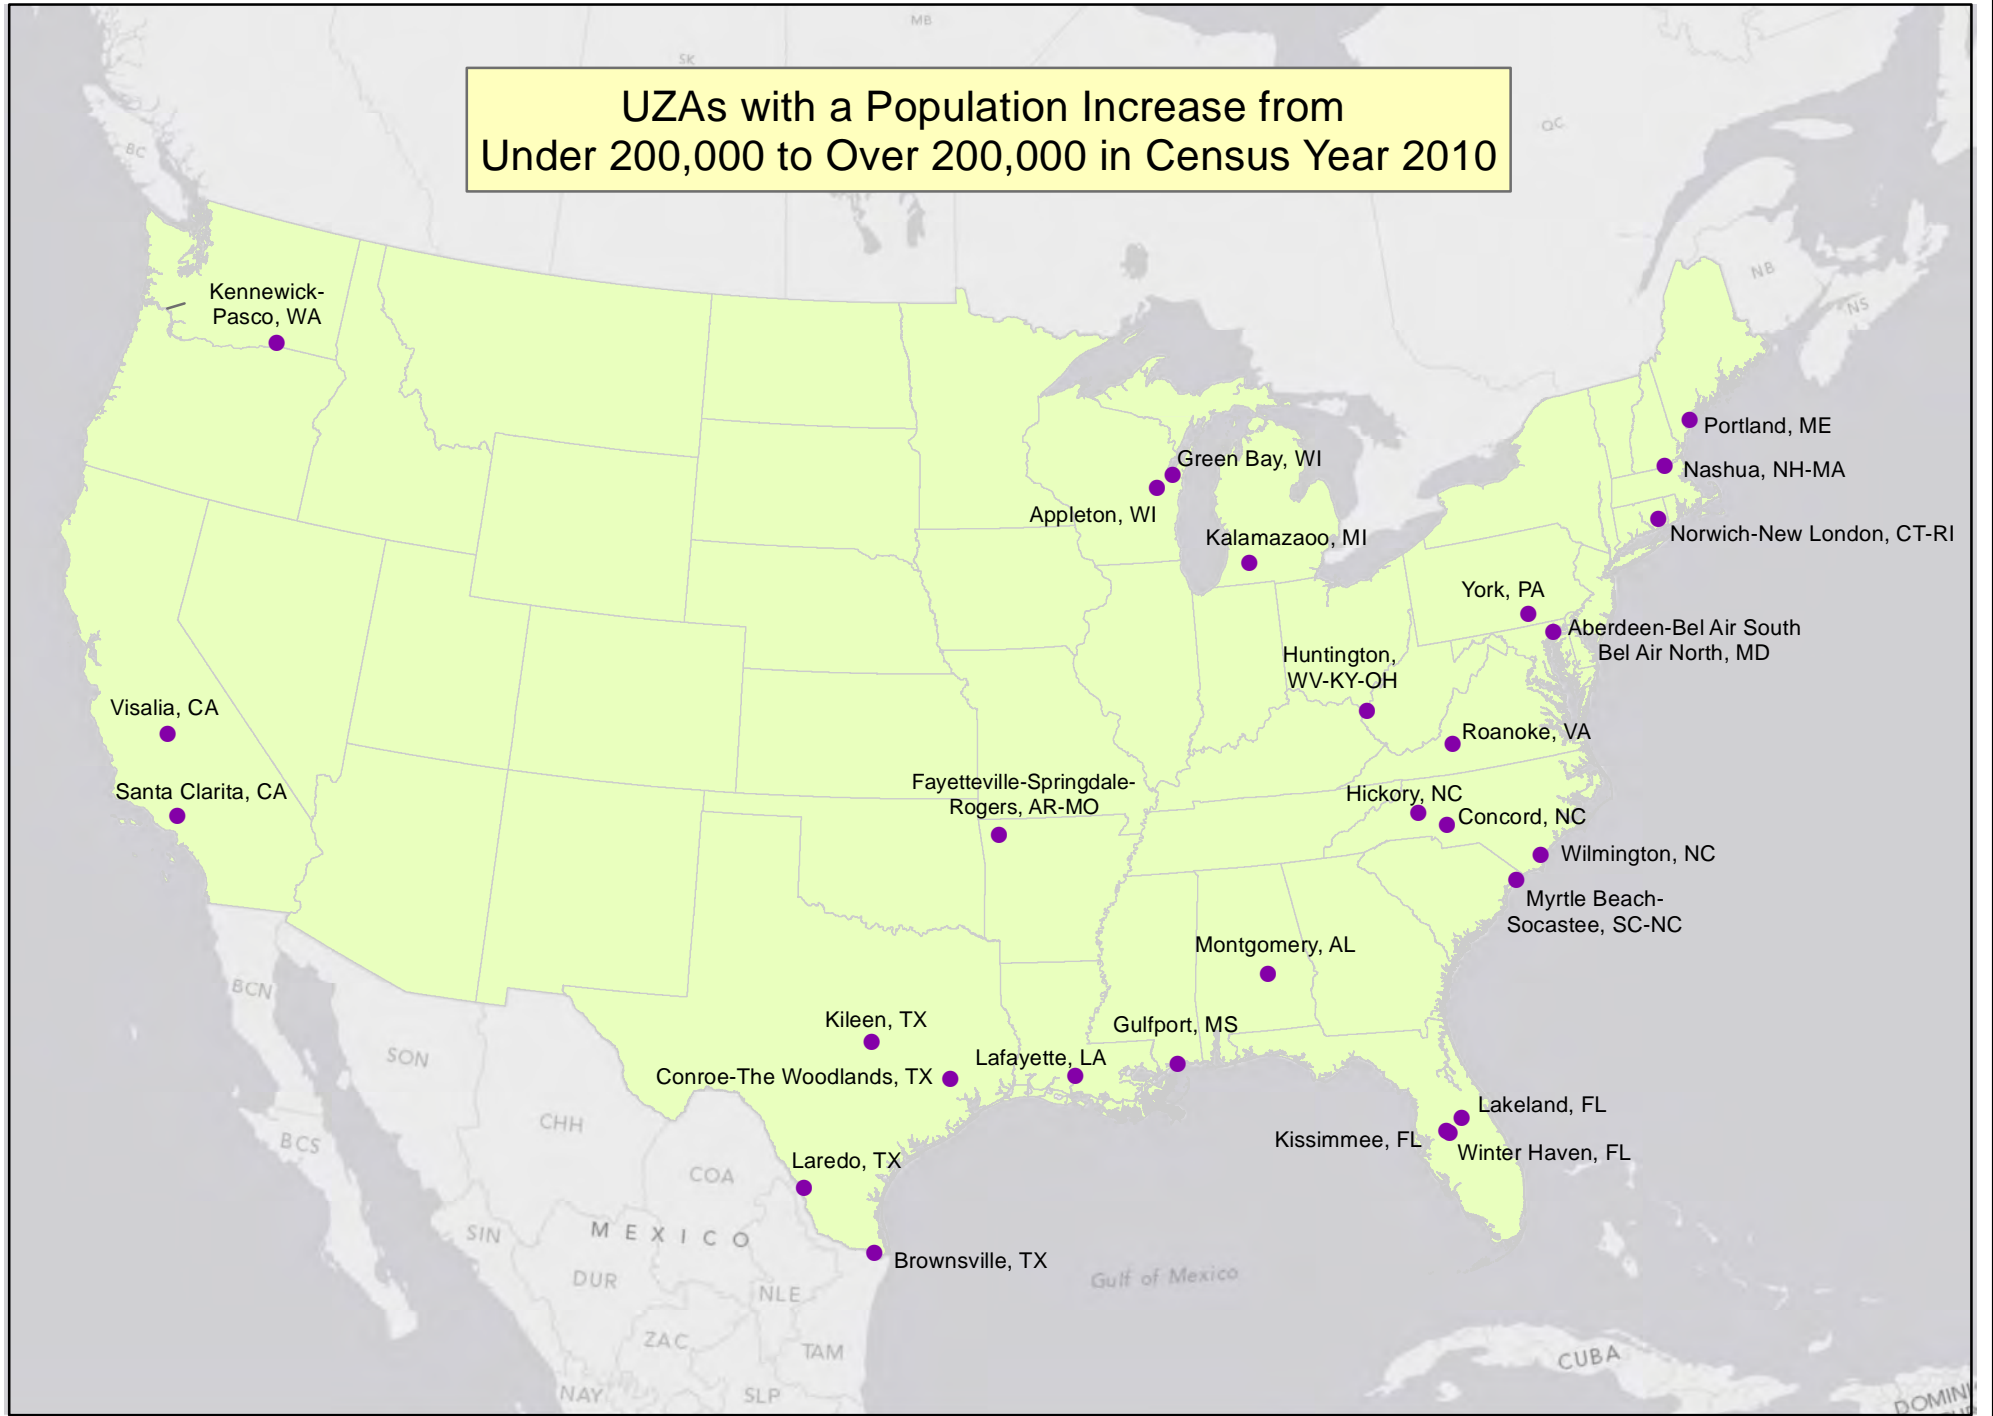 MB
SK
UZAs with a Population Increase from
Under 200,000 to Over 200,000 in Census Year 2010
BC
QC
NB
NS
Kennewick-
Pasco, WA
Portland, ME
Green Bay, WI
Nashua, NH-MA
Appleton, WI
Kalamazaoo, MI
Norwich-New London, CT-RI
York, PA
Aberdeen-Bel Air South
Bel Air North, MD
Huntington,
WV-KY-OH
Visalia, CA
Roanoke, VA
Santa Clarita, CA
Fayetteville-Springdale-
Rogers, AR-MO
Hickory, NC
Concord, NC
Wilmington, NC
Myrtle Beach-
Socastee, SC-NC
Montgomery, AL
BCN
SON
Kileen, TX
Gulfport, MS
Lafayette, LA
Conroe-The Woodlands, TX
Lakeland, FL
CHH
BCS
Kissimmee, FL
Winter Haven, FL
Laredo, TX
COA
SIN
MEXICO
Brownsville, TX
DUR
NLE
Gulf of Mexico
ZAC
TAM
CUBA
NAY
SLP